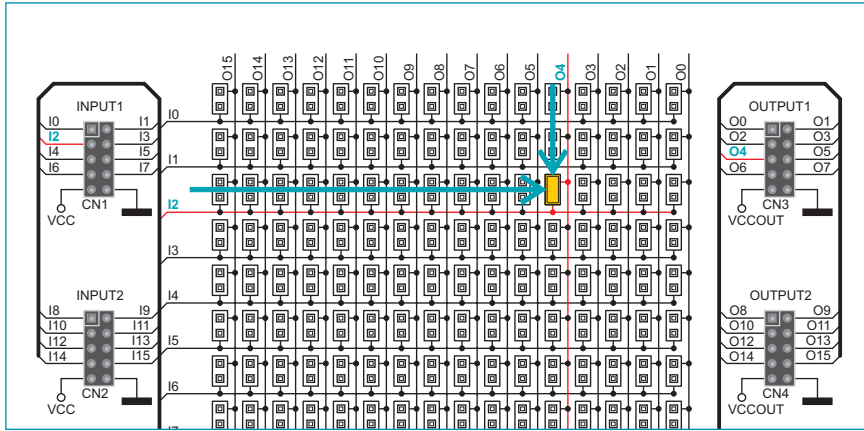 O15 O14 O13 O12 O11 O10 O9 O8 O7 O6 O5 O4 O3 O2 O1 O0
INPUT1
I0 I1
I2 I3
I4 I5
I6 I7
CN1
VCC
INPUT2
I8 I9
I10 I11
I12 I13
I14 I15
CN2
VCC
I0
I1
I2
I3
I4
I5
I6
I7
OUTPUT1
O0 O1
O2 O3
O4 O5
O6 O7
CN3
VCCOUT
OUTPUT2
O8 O9
O10 O11
O12 O13
O14 O15
CN4
VCCOUT